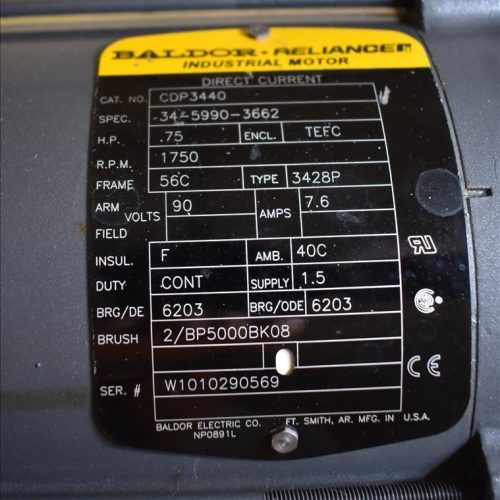 BALDOR • RELIANCER
INDUSTRIAL MOTOR
DIRECT CURRENT
CAT. NO. CDP3440
SPEC. 34-5990-3662
H.P. .75 ENCL. TEFC
R.P.M. 1750
FRAME 56C TYPE 3428P
ARM VOLTS 90 AMPS 7.6
FIELD
INSUL. F AMB. 40C
DUTY CONT SUPPLY 1.5
BRG/DE 6203 BRG/ODE 6203
BRUSH 2/BP5000BK08
SER. # W1010290569
BALDOR ELECTRIC CO. FT. SMITH, AR. MFG. IN U.S.A.
NP0891L
CE